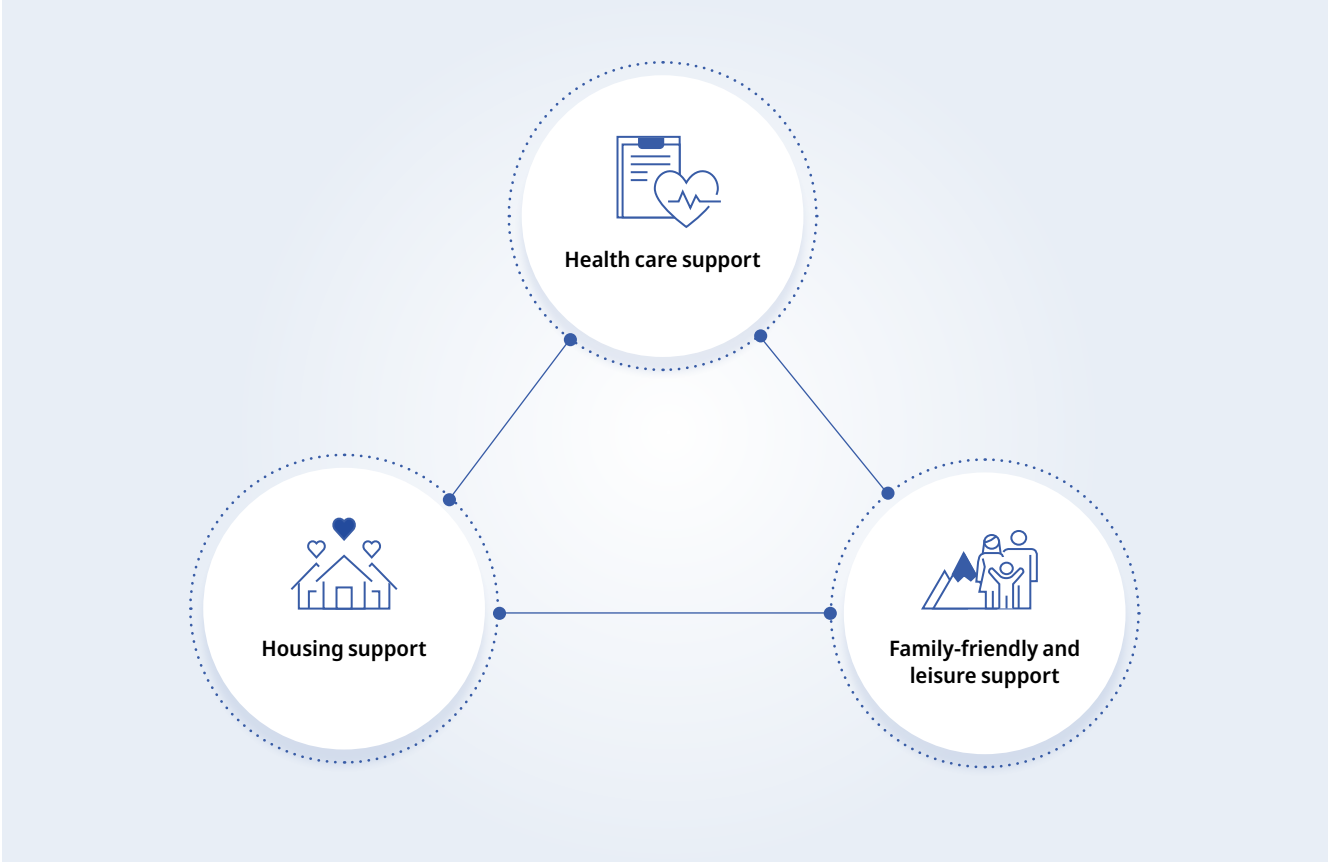 Health care support
Housing support
Family-friendly and
leisure support